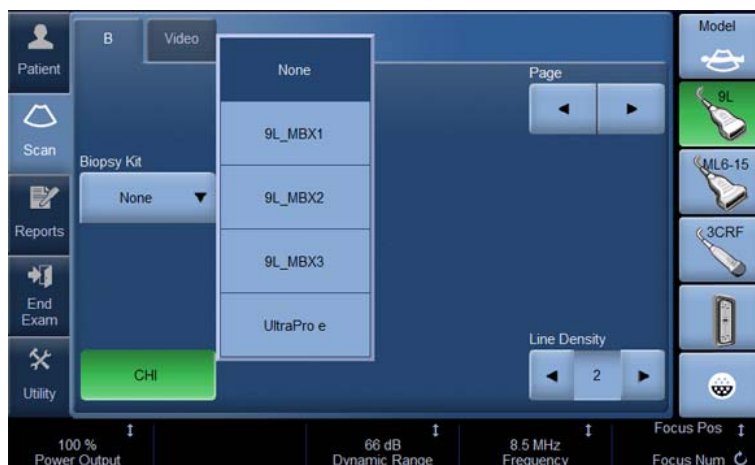 Patient
Scan
Reports
End
Exam
Utility
B
Video
Biopsy Kit
None
CHI
None
9L_MBX1
9L_MBX2
9L_MBX3
UltraPro e
Page
Line Density
2
Model
9L
ML6-15
3CRF
100 %
Power Output
66 dB
Dynamic Range
8.5 MHz
Frequency
Focus Pos
Focus Num